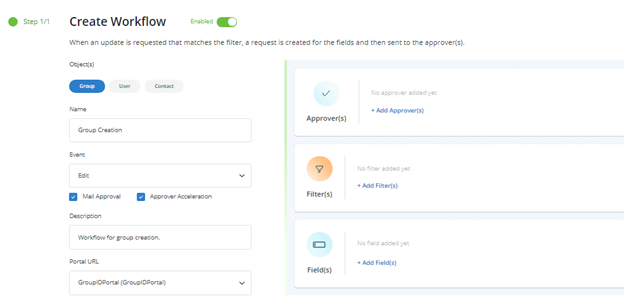 Step 1/1
Create Workflow
Enabled
When an update is requested that matches the filter, a request is created for the fields and then sent to the approver(s).
Object(s)
Group
User
Contact
Name
Group Creation
Event
Edit
Mail Approval
Approver Acceleration
Description
Workflow for group creation.
Portal URL
GroupIDPortal (GroupIDPortal)
No approver added yet
+ Add Approver(s)
Approver(s)
No filter added yet
+ Add Filter(s)
Filter(s)
No field added yet
+ Add Field(s)
Field(s)